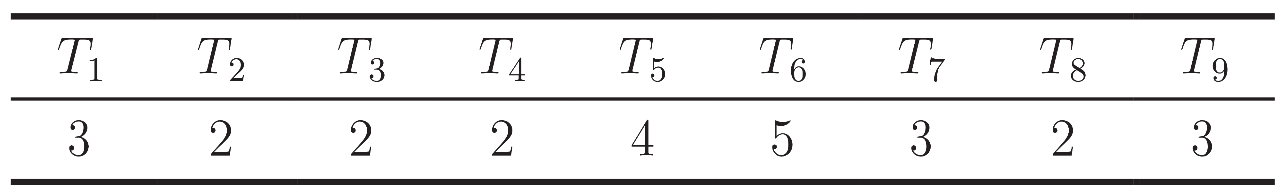 T₁ T₂ T₃ T₄ T₅ T₆ T₇ T₈ T₉
3 2 2 2 4 5 3 2 3